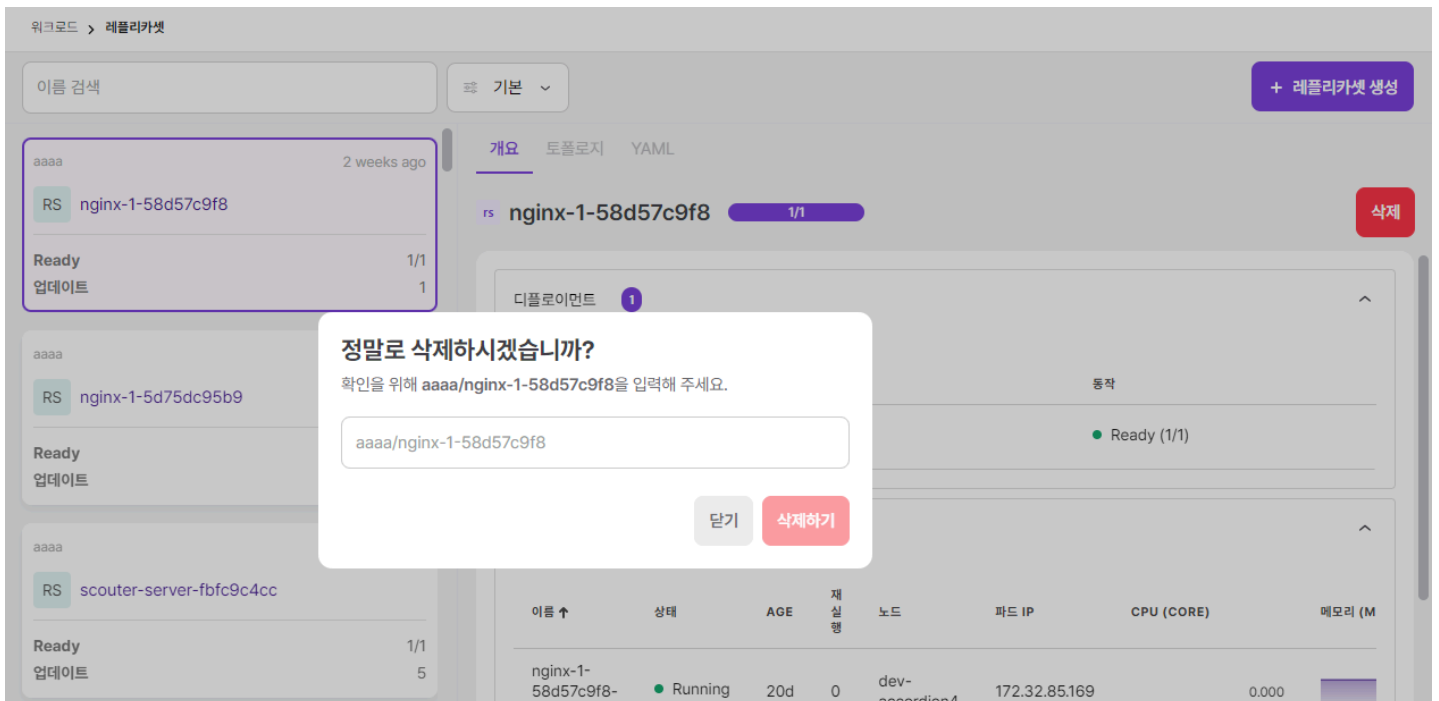 워크로드 > 레플리카셋
이름 검색
기본
+ 레플리카셋 생성
aaaa 2 weeks ago
RS nginx-1-58d57c9f8
Ready 1/1
업데이트 1
aaaa
RS nginx-1-5d75dc95b9
Ready
업데이트
aaaa
RS scouter-server-fbfc9c4cc
Ready 1/1
업데이트 5
개요 토폴로지 YAML
rs nginx-1-58d57c9f8 1/1
삭제
디플로이먼트 1
동작
Ready (1/1)
정말로 삭제하시겠습니까?
확인을 위해 aaaa/nginx-1-58d57c9f8을 입력해 주세요.
aaaa/nginx-1-58d57c9f8
닫기 삭제하기
이름 ↑ 상태 AGE 재실행 노드 파드 IP CPU (CORE) 메모리 (M
nginx-1-
58d57c9f8- Running 20d 0 dev- 172.32.85.169 0.000